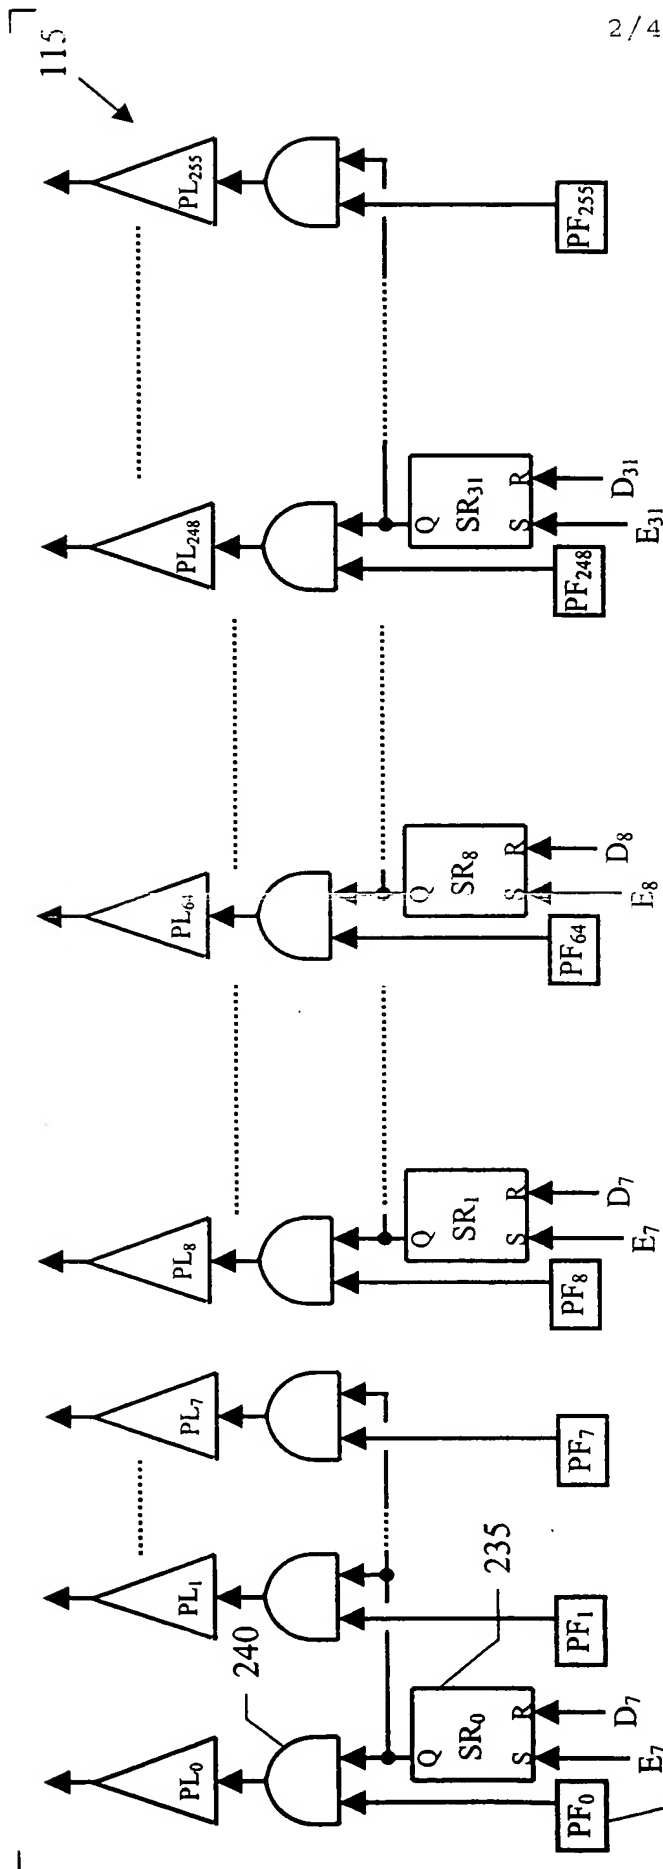 2/4
115
PL₀
PL₁
PL₇
PL₈
PL₆₄
PL₂₄₈
PL₂₅₅
240
235
Q
SR₀
S
R
Q
SR₁
S
R
Q
SR₈
S
R
Q
SR₃₁
S
R
PF₀
PF₁
PF₇
PF₈
PF₆₄
PF₂₄₈
PF₂₅₅
E₇
D₇
E₇
D₇
E₈
D₈
E₃₁
D₃₁